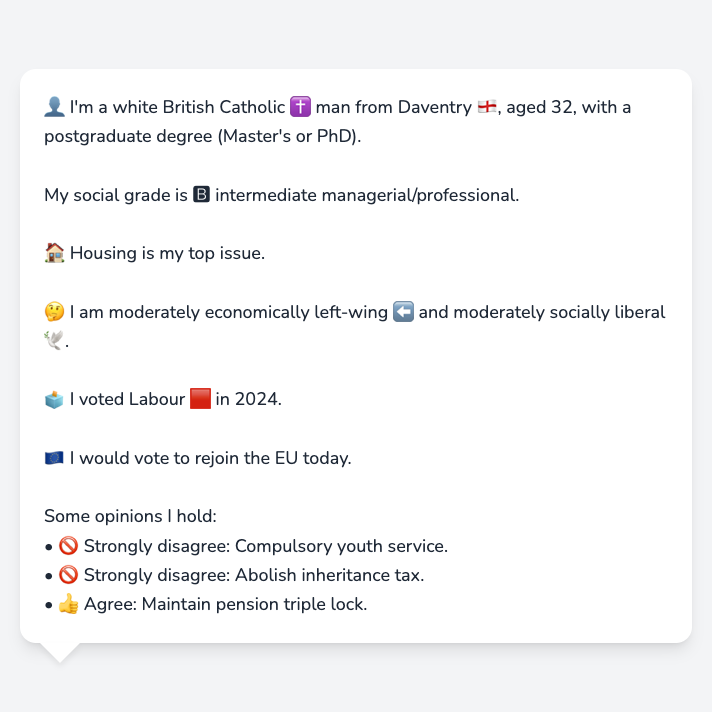 👤 I'm a white British Catholic ✝️ man from Daventry 🏴󠁧󠁢󠁥󠁮󠁧󠁿, aged 32, with a
postgraduate degree (Master's or PhD).
My social grade is 🅱 intermediate managerial/professional.
🏠 Housing is my top issue.
🤔 I am moderately economically left-wing ⬅️ and moderately socially liberal
🕊️.
🗳️ I voted Labour 🟥 in 2024.
🇪🇺 I would vote to rejoin the EU today.
Some opinions I hold:
• 🚫 Strongly disagree: Compulsory youth service.
• 🚫 Strongly disagree: Abolish inheritance tax.
• 👍 Agree: Maintain pension triple lock.